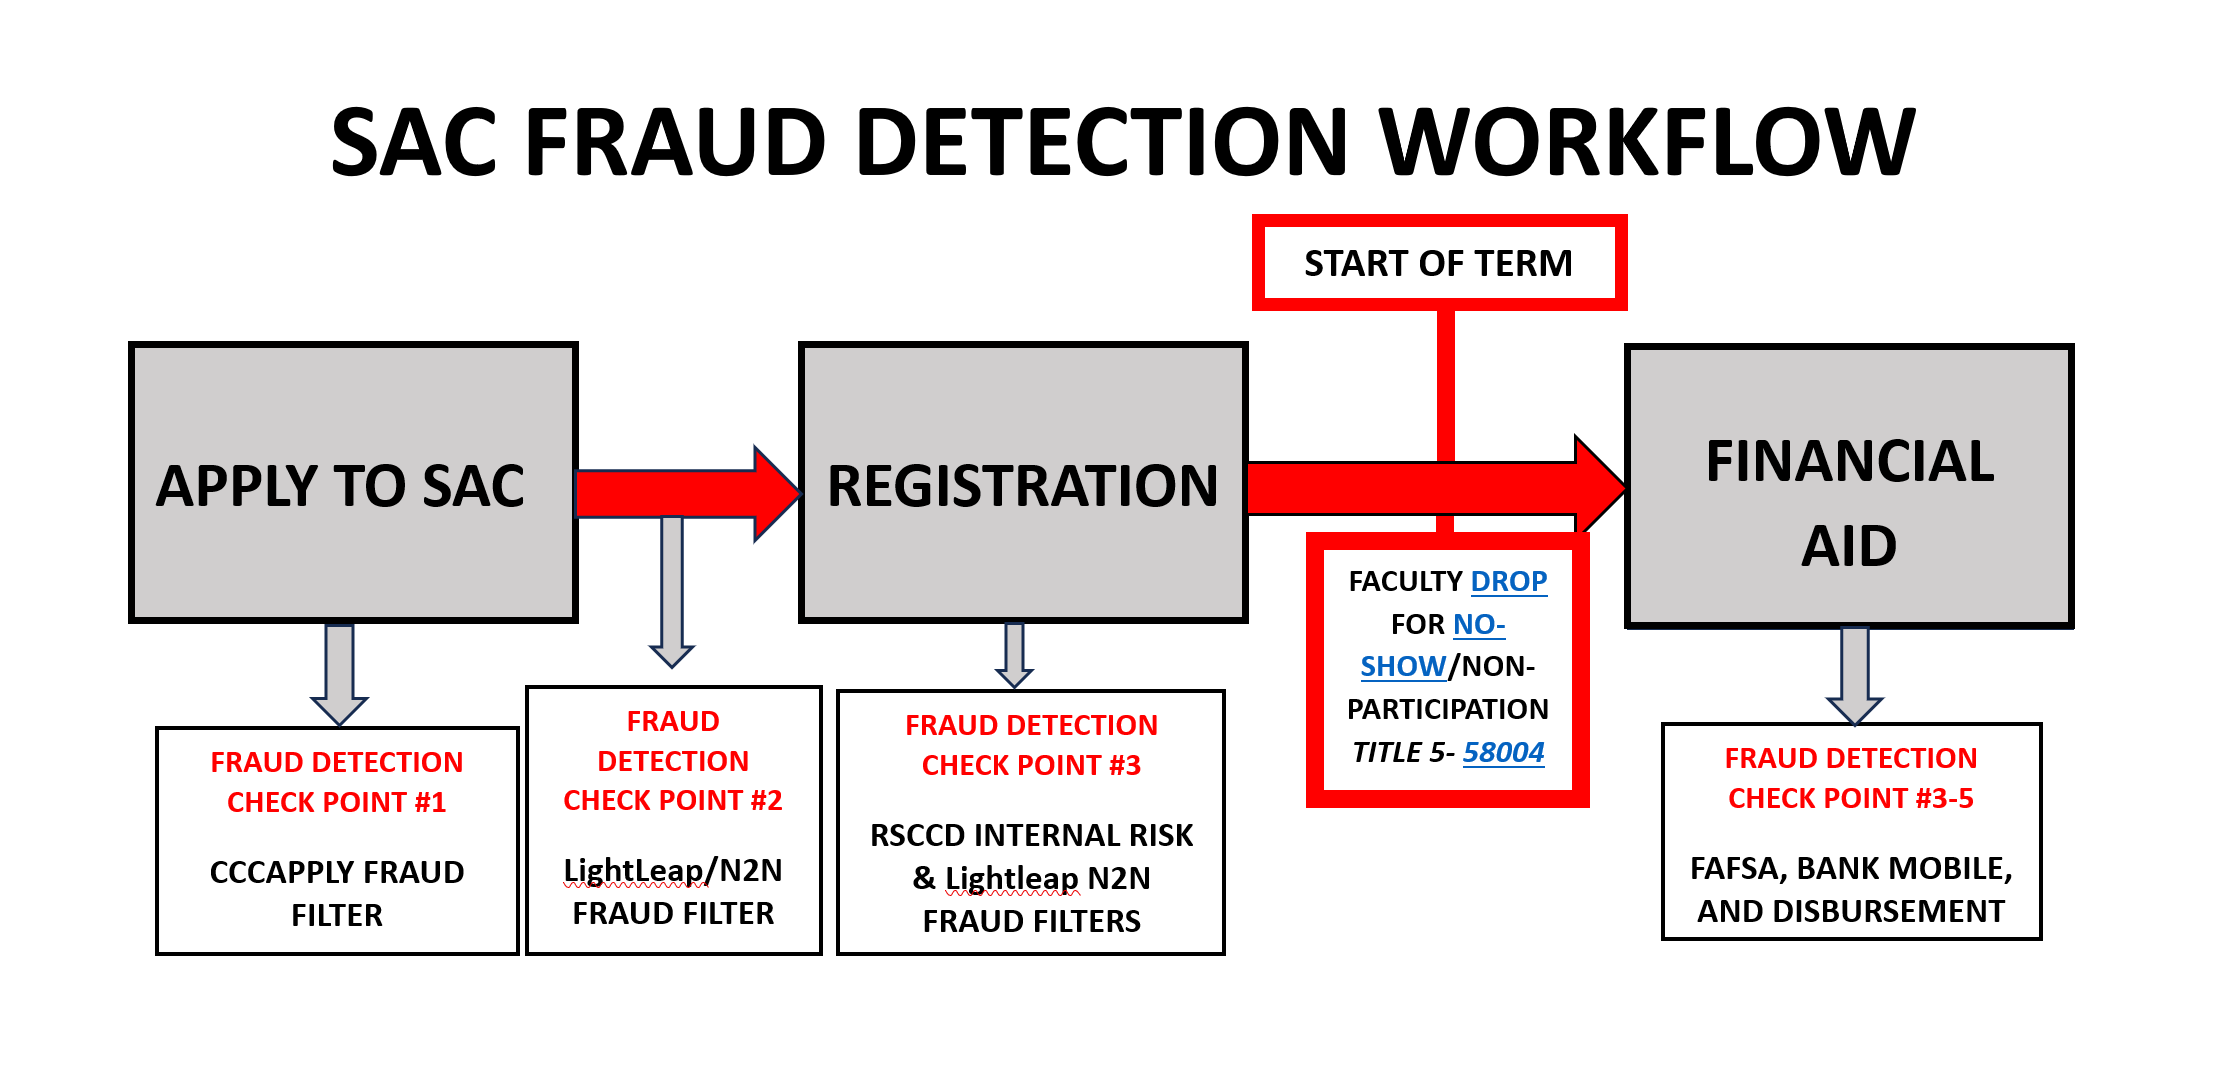 SAC FRAUD DETECTION WORKFLOW
START OF TERM
APPLY TO SAC
REGISTRATION
FINANCIAL
AID
FACULTY DROP
FOR NO-
SHOW/NON-
PARTICIPATION
TITLE 5- 58004
FRAUD DETECTION
CHECK POINT #1
CCCAPPLY FRAUD
FILTER
FRAUD
DETECTION
CHECK POINT #2
LightLeap/N2N
FRAUD FILTER
FRAUD DETECTION
CHECK POINT #3
RSCCD INTERNAL RISK
& Lightleap N2N
FRAUD FILTERS
FRAUD DETECTION
CHECK POINT #3-5
FAFSA, BANK MOBILE,
AND DISBURSEMENT